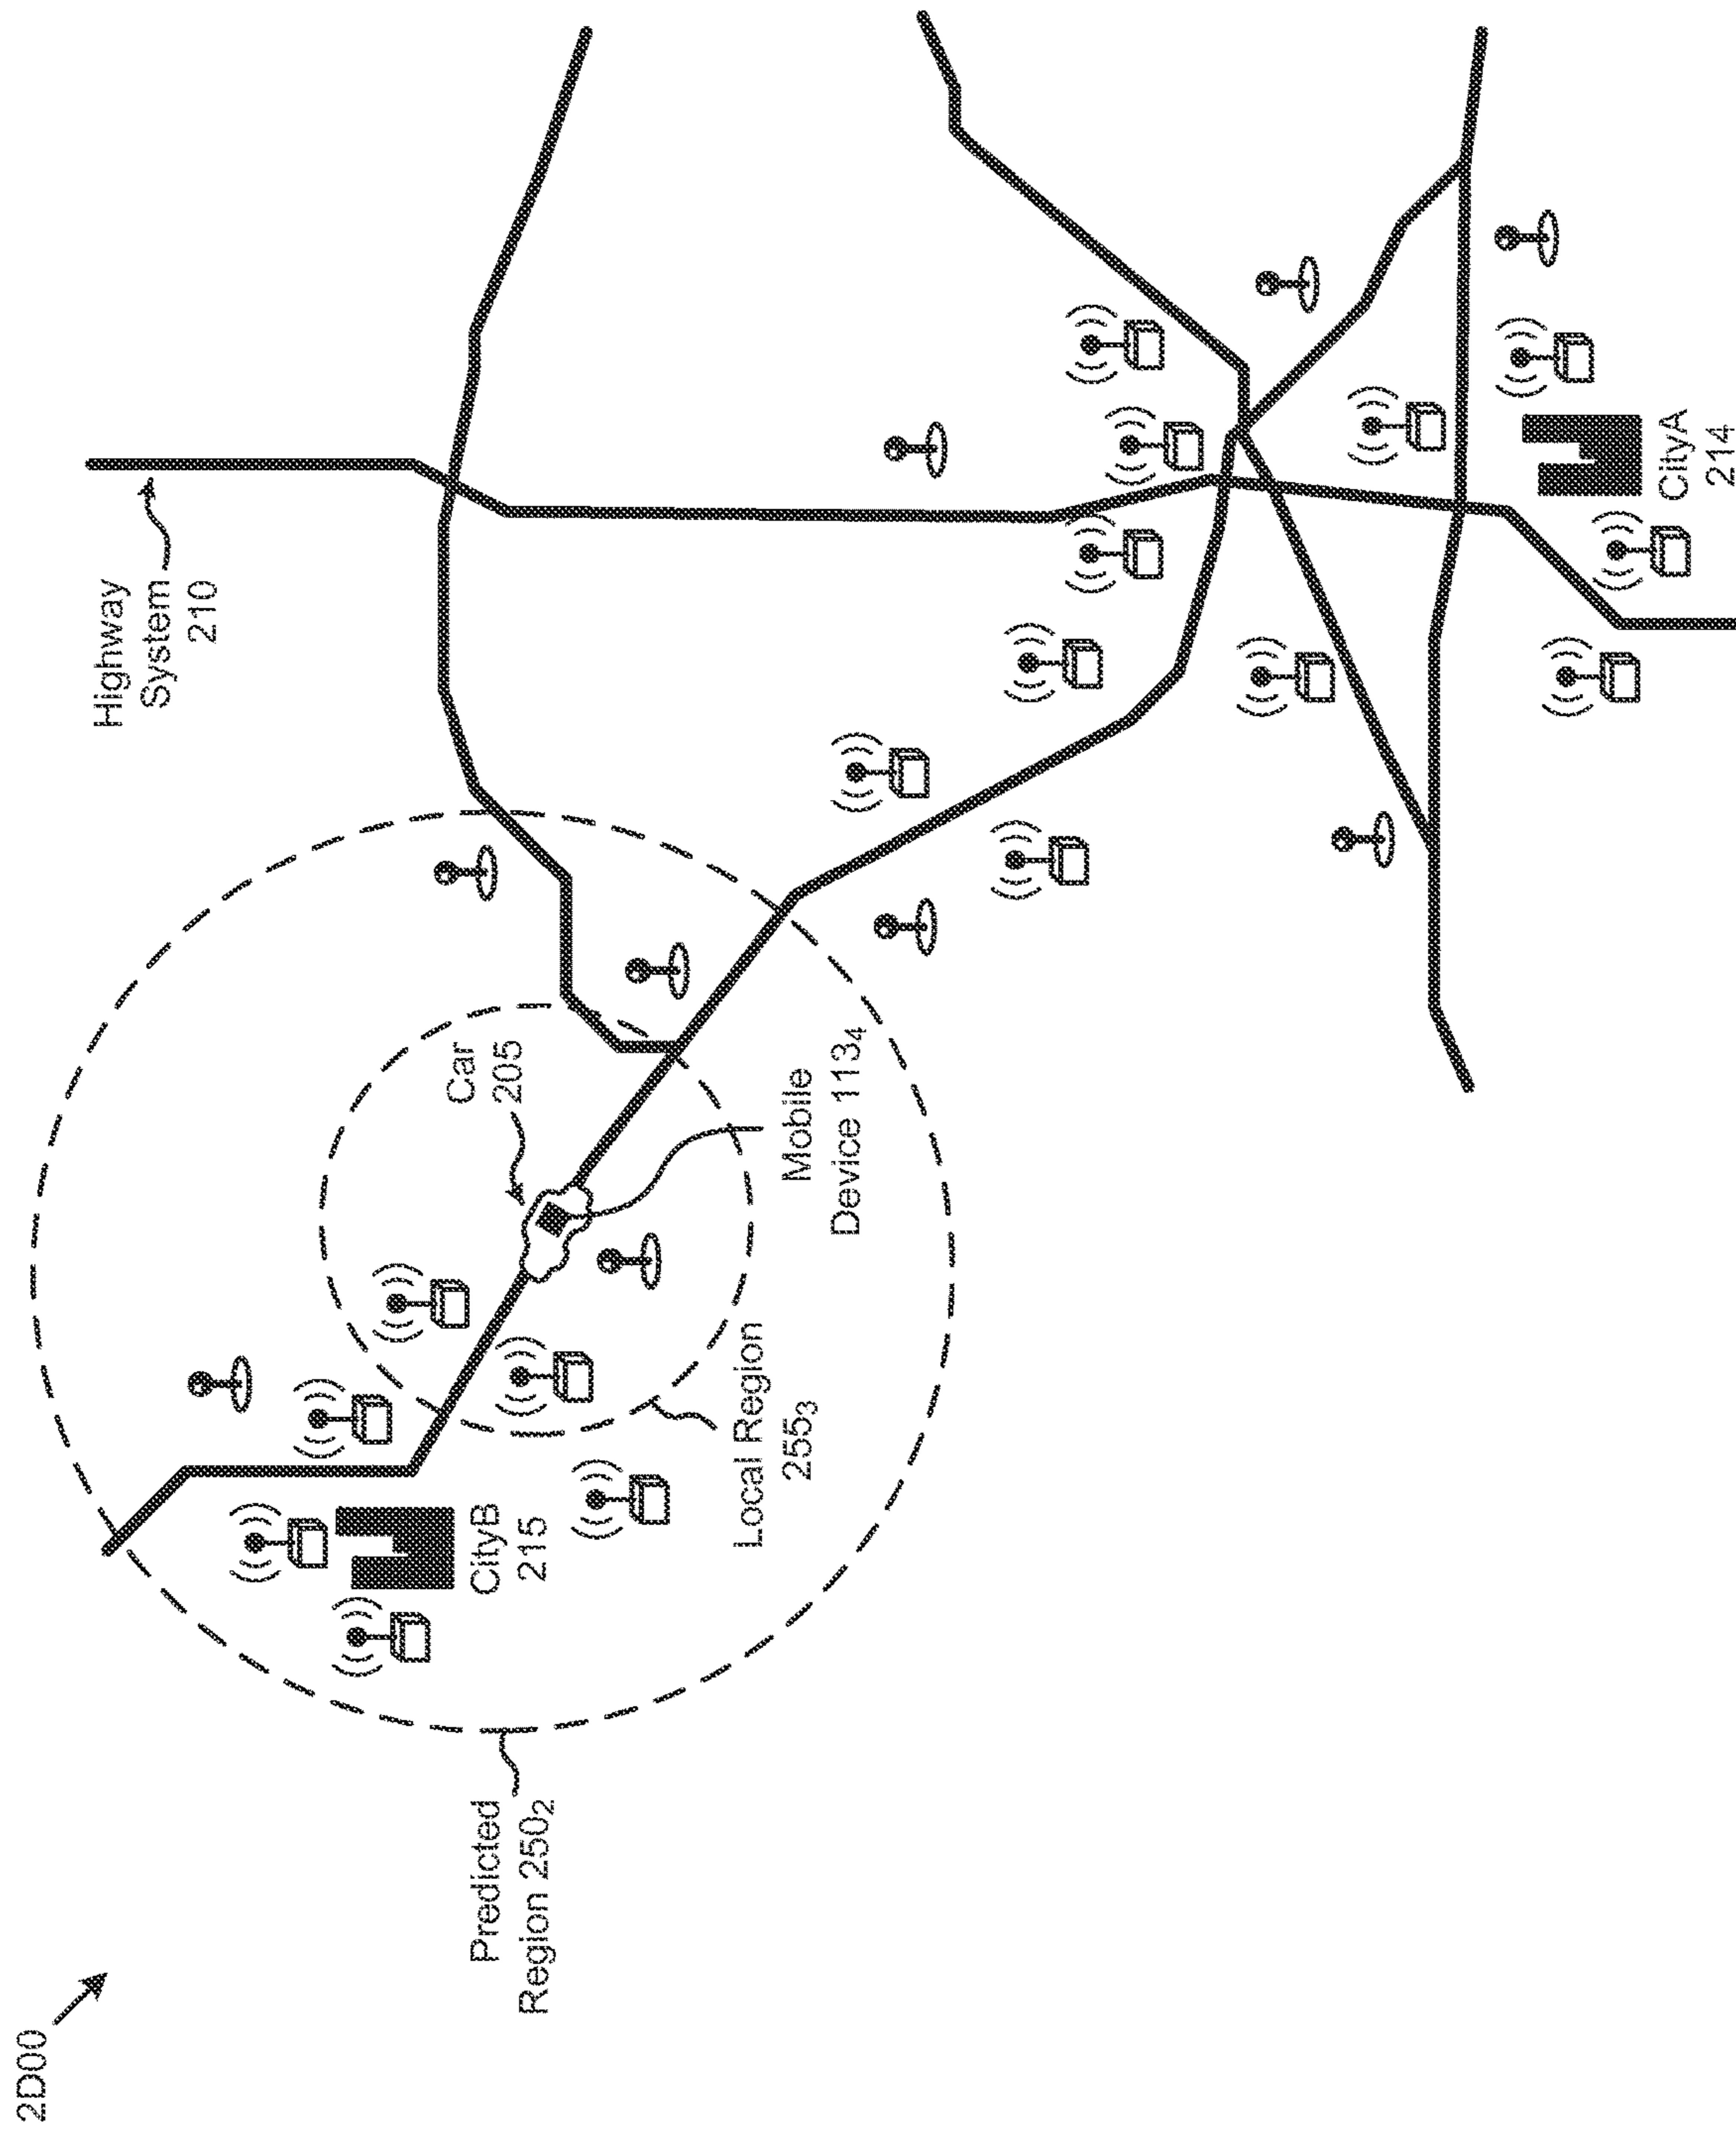 2D00
Predicted
Region 250₂
CityB
215
Local Region
255₃
Mobile
Device 113₄
Car
205
Highway
System
210
CityA
214